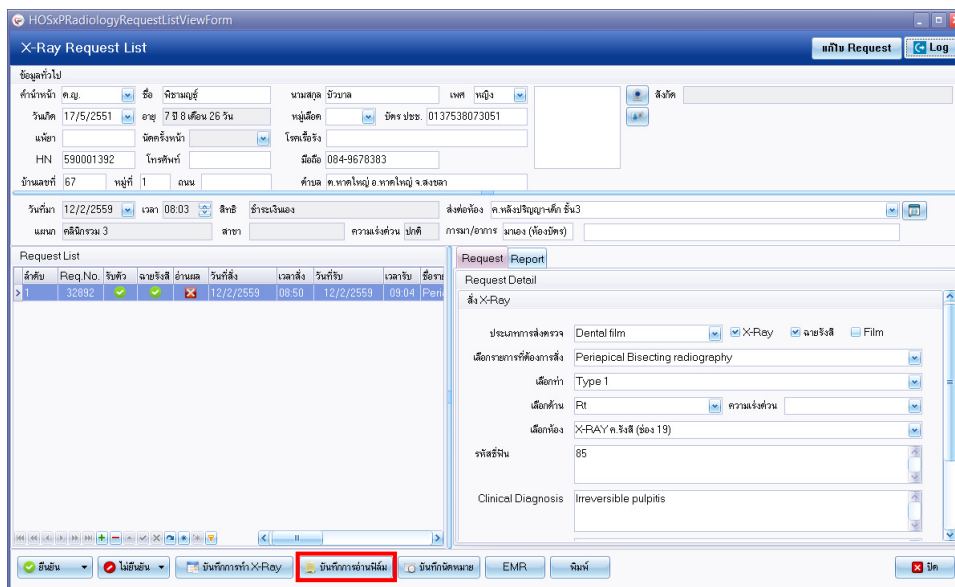 HOSxPRadiologyRequestListViewForm
X-Ray Request List
แก้ไข Request
Log
ข้อมูลทั่วไป
คำนำหน้า ด.ญ. ชื่อ พิชามญธุ์ นามสกุล บัวบาล เพศ หญิง สังกัด
วันเกิด 17/5/2551 อายุ 7 ปี 8 เดือน 26 วัน หมู่เลือด บัตร ปชช. 0137538073051
แพ้ยา นัดครั้งหน้า โรคเรื้อรัง
HN 590001392 โทรศัพท์ มือถือ 084-9678383
บ้านเลขที่ 67 หมู่ที่ 1 ถนน ตำบล ต.หาดใหญ่ อ.หาดใหญ่ จ.สงขลา
วันที่มา 12/2/2559 เวลา 08:03 สิทธิ ชำระเงินเอง ส่งต่อห้อง ค.หลังปริญญา-เด็ก ชั้น3
แผนก คลินิกรวม 3 สาขา ความเร่งด่วน ปกติ การมา/อาการ มาเอง (ห้องบัตร)
Request List
ลำดับ Req.No. รับตัว ฉายรังสี อ่านผล วันที่สั่ง เวลาสั่ง วันที่รับ เวลารับ ชื่อราย
1 32892 12/2/2559 08:50 12/2/2559 09:04 Peri
Request Report
Request Detail
สั่ง X-Ray
ประเภทการส่งตรวจ Dental film X-Ray ฉายรังสี Film
เลือกรายการที่ต้องการสั่ง Periapical Bisecting radiography
เลือกท่า Type 1
เลือกด้าน Rt ความเร่งด่วน
เลือกห้อง X-RAY ค.รังสี (ช่อง 19)
รหัสซี่ฟัน 85
Clinical Diagnosis Irreversible pulpitis
ยืนยัน ไม่ยืนยัน บันทึกการทำ X-Ray บันทึกการอ่านฟิล์ม บันทึกนัดหมาย EMR พิมพ์ ปิด